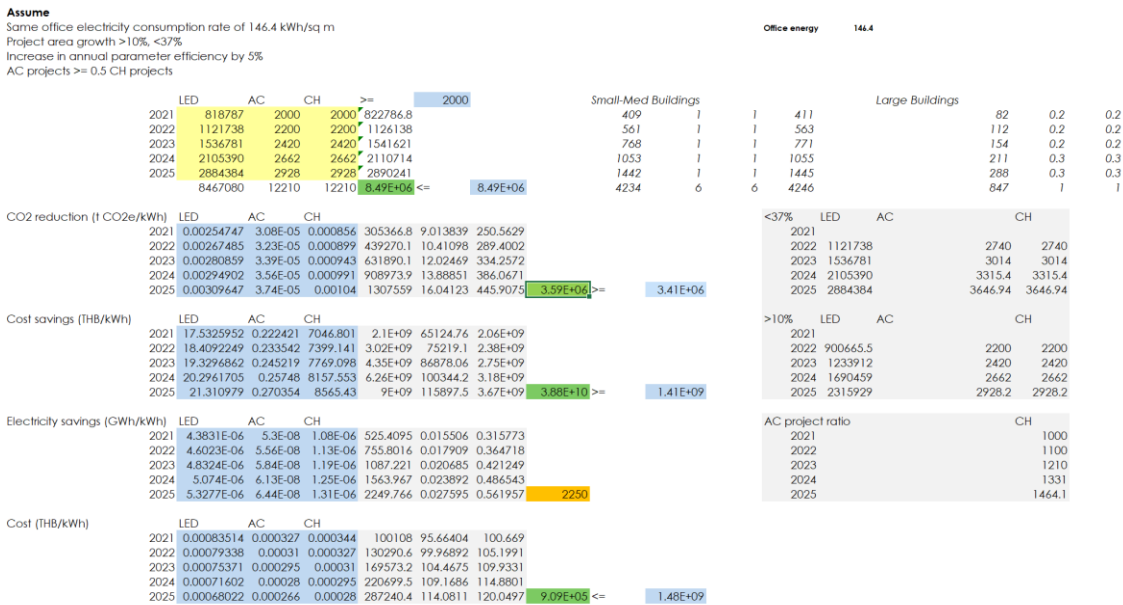 Assume
Same office electricity consumption rate of 146.4 kWh/sq m Office energy 146.4
Project area growth >10%, <37%
Increase in annual parameter efficiency by 5%
AC projects >= 0.5 CH projects
LED AC CH >= 2000 Small-Med Buildings Large Buildings
2021 818787 2000 2000 822786.8 409 1 1 411 82 0.2 0.2
2022 1121738 2200 2200 1126138 561 1 1 563 112 0.2 0.2
2023 1536781 2420 2420 1541621 768 1 1 771 154 0.2 0.2
2024 2105390 2662 2662 2110714 1053 1 1 1055 211 0.3 0.3
2025 2884384 2928 2928 2890241 1442 1 1 1445 288 0.3 0.3
8467080 12210 12210 8.49E+06 <= 8.49E+06 4234 6 6 4246 847 1 1
CO2 reduction (t CO2e/kWh) LED AC CH <37% LED AC CH
2021 0.00254747 3.08E-05 0.000856 305366.8 9.013839 250.5629 2021
2022 0.00267485 3.23E-05 0.000899 439270.1 10.41098 289.4002 2022 1121738 2740 2740
2023 0.00280859 3.39E-05 0.000943 631890.1 12.02469 334.2572 2023 1536781 3014 3014
2024 0.00294902 3.56E-05 0.000991 908973.9 13.88851 386.0671 2024 2105390 3315.4 3315.4
2025 0.00309647 3.74E-05 0.00104 1307559 16.04123 445.9075 3.59E+06 >= 3.41E+06 2025 2884384 3646.94 3646.94
Cost savings (THB/kWh) LED AC CH >10% LED AC CH
2021 17.5325952 0.222421 7046.801 2.1E+09 65124.76 2.06E+09 2021
2022 18.4092249 0.233542 7399.141 3.02E+09 75219.1 2.38E+09 2022 900665.5 2200 2200
2023 19.3296862 0.245219 7769.098 4.35E+09 86878.06 2.75E+09 2023 1233912 2420 2420
2024 20.2961705 0.25748 8157.553 6.26E+09 100344.2 3.18E+09 2024 1690459 2662 2662
2025 21.310979 0.270354 8565.43 9E+09 115897.5 3.67E+09 3.88E+10 >= 1.41E+09 2025 2315929 2928.2 2928.2
Electricity savings (GWh/kWh) LED AC CH AC project ratio CH
2021 4.3831E-06 5.3E-08 1.08E-06 525.4095 0.015506 0.315773 2021 1000
2022 4.6023E-06 5.56E-08 1.13E-06 755.8016 0.017909 0.364718 2022 1100
2023 4.8324E-06 5.84E-08 1.19E-06 1087.221 0.020685 0.421249 2023 1210
2024 5.074E-06 6.13E-08 1.25E-06 1563.967 0.023892 0.486543 2024 1331
2025 5.3277E-06 6.44E-08 1.31E-06 2249.766 0.027595 0.561957 2250 2025 1464.1
Cost (THB/kWh) LED AC CH
2021 0.00083514 0.000327 0.000344 100108 95.66404 100.669
2022 0.00079338 0.00031 0.000327 130290.6 99.96892 105.1991
2023 0.00075371 0.000295 0.00031 169573.2 104.4675 109.9331
2024 0.00071602 0.00028 0.000295 220699.5 109.1686 114.8801
2025 0.00068022 0.000266 0.00028 287240.4 114.0811 120.0497 9.09E+05 <= 1.48E+09